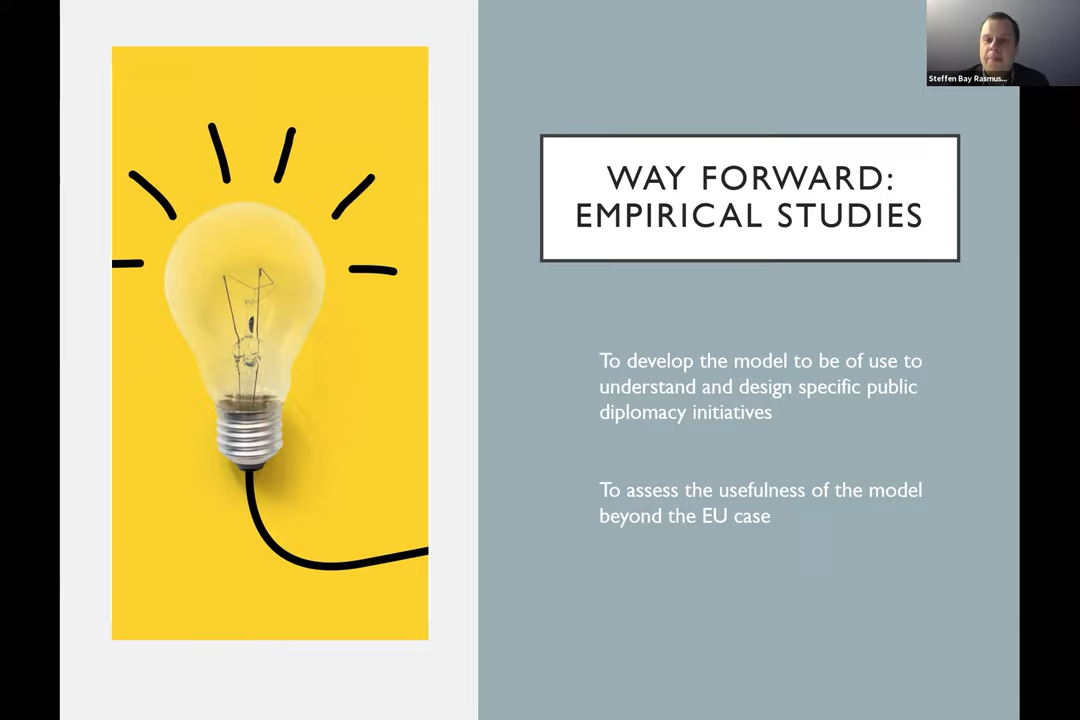 Steffen Bay Rasmus...
WAY FORWARD:
EMPIRICAL STUDIES
To develop the model to be of use to
understand and design specific public
diplomacy initiatives
To assess the usefulness of the model
beyond the EU case